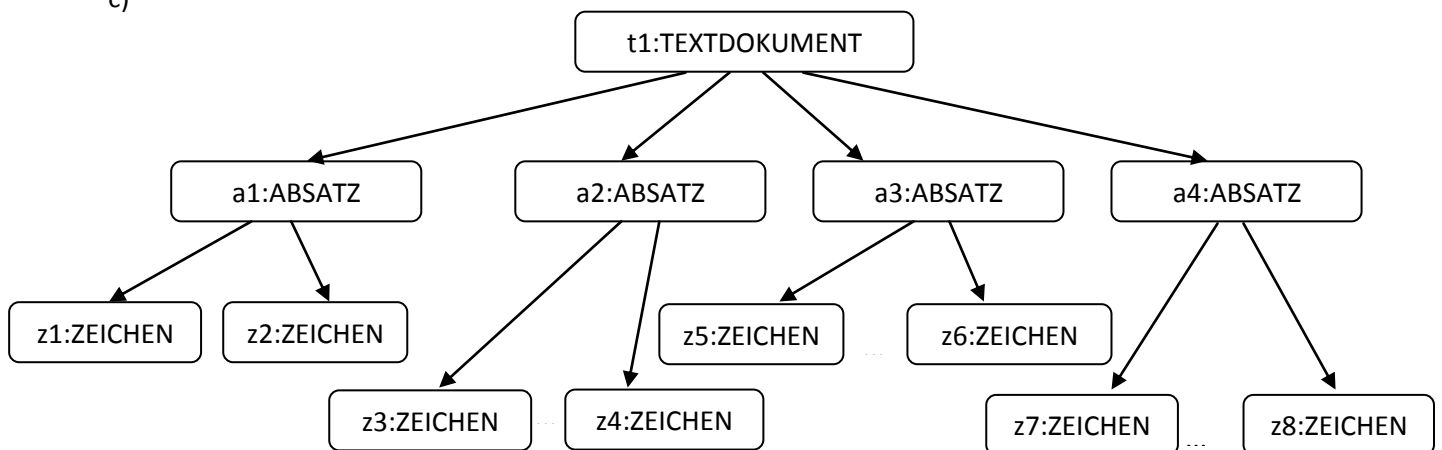 c)
t1:TEXTDOKUMENT
a1:ABSATZ a2:ABSATZ a3:ABSATZ a4:ABSATZ
z1:ZEICHEN z2:ZEICHEN z5:ZEICHEN ... z6:ZEICHEN
z3:ZEICHEN ... z4:ZEICHEN z7:ZEICHEN ... z8:ZEICHEN